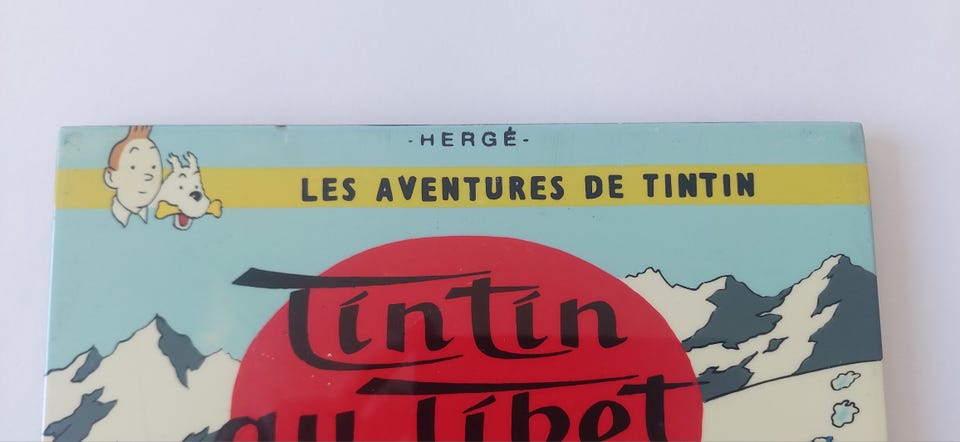 -HERGÉ-
LES AVENTURES DE TINTIN
Tintin
au Tibet